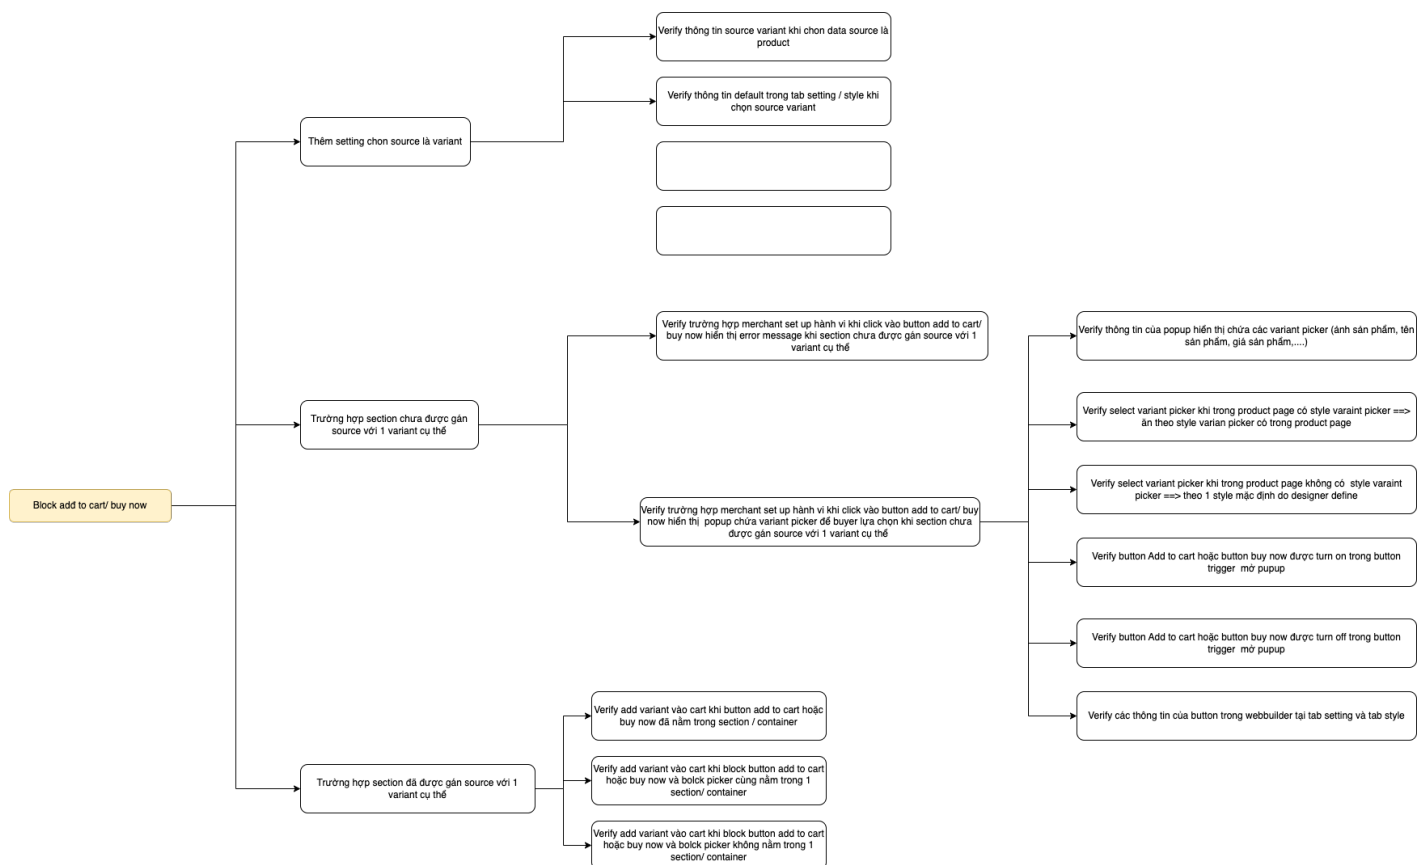 Block add to cart/ buy now
Thêm setting chon source là variant
Verify thông tin source variant khi chon data source là
product
Verify thông tin default trong tab setting / style khi
chọn source variant
Trường hợp section chưa được gán
source với 1 variant cụ thể
Verify trường hợp merchant set up hành vi khi click vào button add to cart/
buy now hiển thị error message khi section chưa được gán source với 1
variant cụ thể
Verify trường hợp merchant set up hành vi khi click vào button add to cart/ buy
now hiển thị  popup chứa variant picker để buyer lựa chọn khi section chưa
được gán source với 1 variant cụ thể
Verify thông tin của popup hiển thị chứa các variant picker (ảnh sản phẩm, tên
sản phẩm, giá sản phẩm,....)
Verify select variant picker khi trong product page có style varaint picker ==>
ăn theo style varian picker có trong product page
Verify select variant picker khi trong product page không có  style varaint
picker ==> theo 1 style mặc định do designer define
Verify button Add to cart hoặc button buy now được turn on trong button
trigger  mở pupup
Verify button Add to cart hoặc button buy now được turn off trong button
trigger  mở pupup
Verify các thông tin của button trong webbuilder tại tab setting và tab style
Trường hợp section đã được gán source với 1
variant cụ thể
Verify add variant vào cart khi button add to cart hoặc
buy now đã nằm trong section / container
Verify add variant vào cart khi block button add to cart
hoặc buy now và bolck picker cùng nằm trong 1
section/ container
Verify add variant vào cart khi block button add to cart
hoặc buy now và bolck picker không nằm trong 1
section/ container